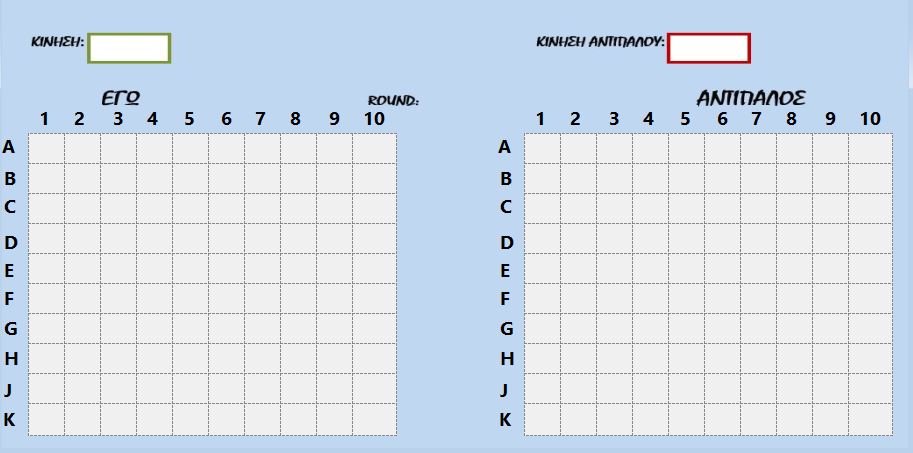 ΚΙΝΗΣΗ: ΚΙΝΗΣΗ ΑΝΤΙΠΑΛΟΥ:
ΕΓΩ ROUND: ΑΝΤΙΠΑΛΟΣ
1 2 3 4 5 6 7 8 9 10 1 2 3 4 5 6 7 8 9 10
A A
B B
C C
D D
E E
F F
G G
H H
J J
K K